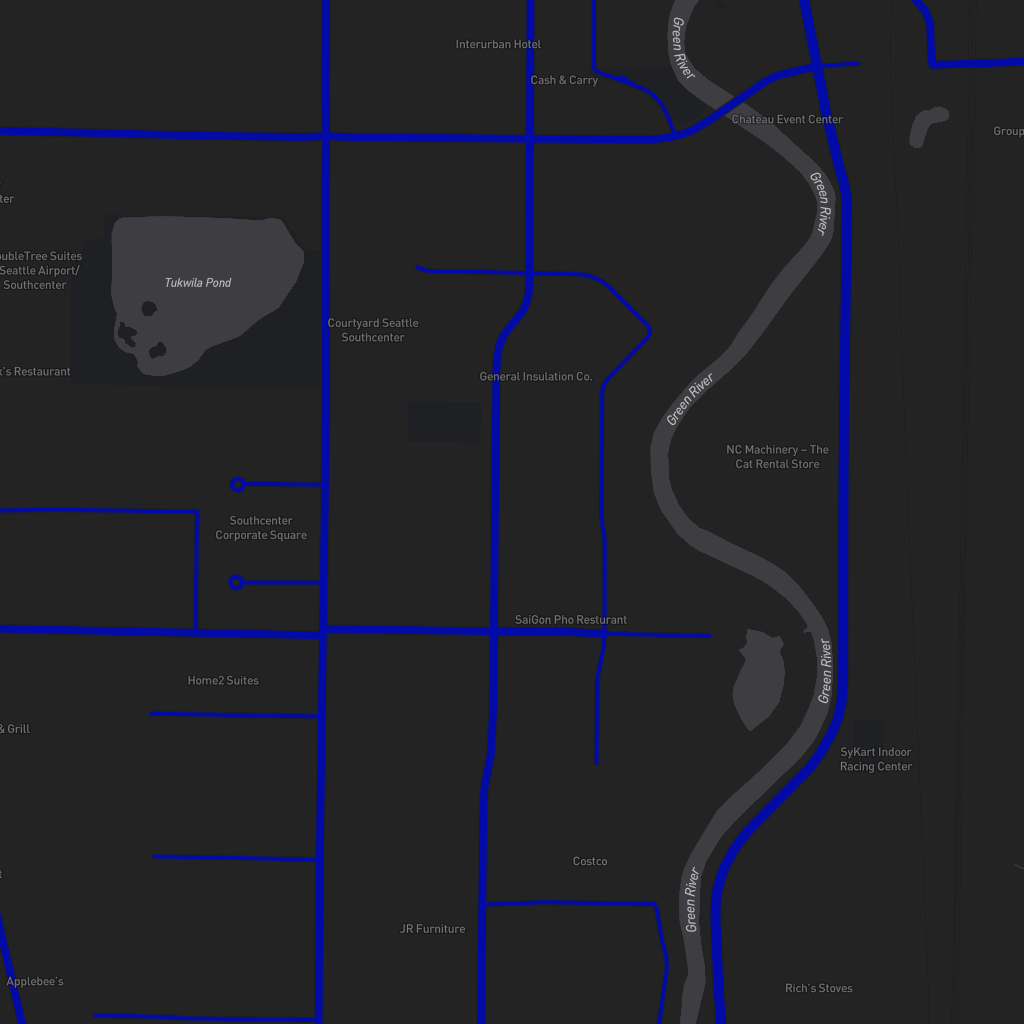 Green River
Interurban Hotel
Cash & Carry
Chateau Event Center
Group
ter
Green River
oubleTree Suites
Seattle Airport/
Southcenter
Tukwila Pond
Courtyard Seattle
Southcenter
x's Restaurant
General Insulation Co.
Green River
NC Machinery – The
Cat Rental Store
Southcenter
Corporate Square
SaiGon Pho Resturant
Green River
Home2 Suites
& Grill
SyKart Indoor
Racing Center
Costco
t
Green River
JR Furniture
Applebee's
Rich's Stoves